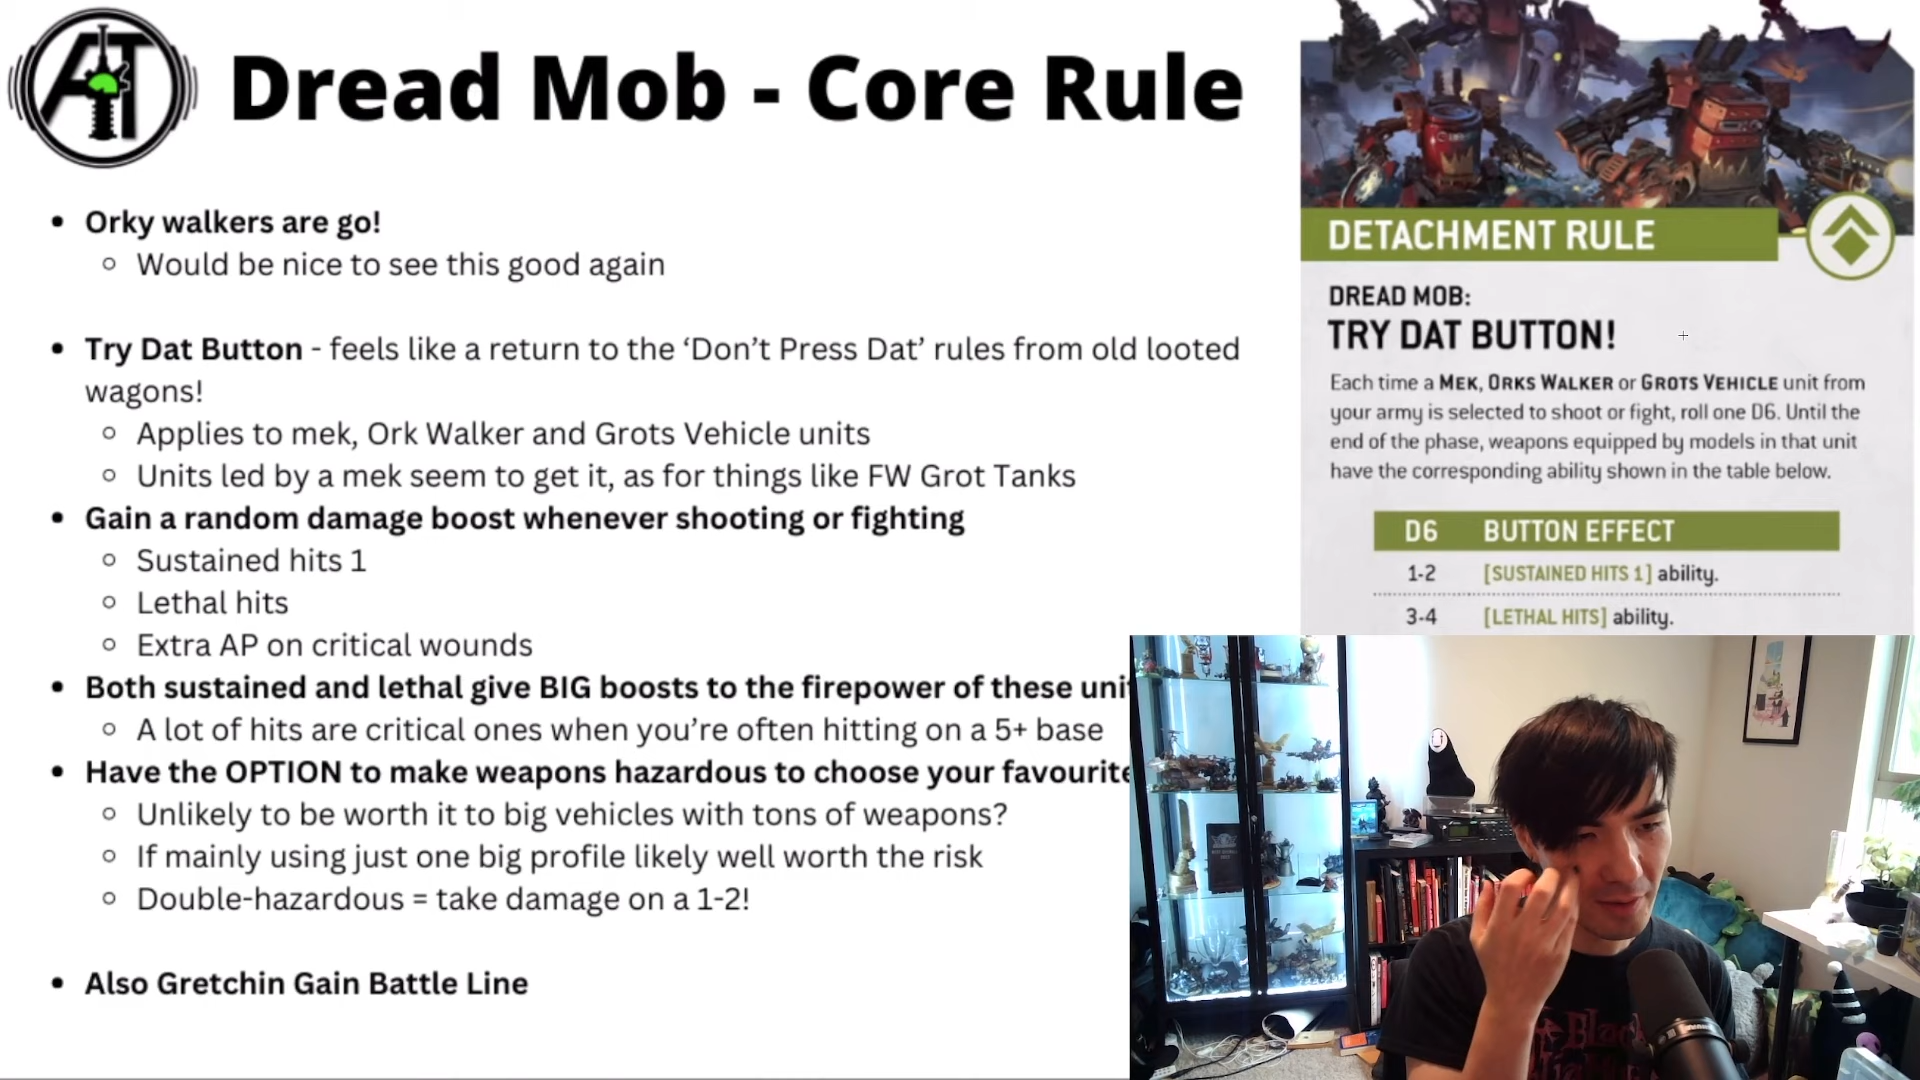 AT
Dread Mob - Core Rule
• Orky walkers are go!
Would be nice to see this good again
• Try Dat Button - feels like a return to the ‘Don’t Press Dat’ rules from old looted
wagons!
Applies to mek, Ork Walker and Grots Vehicle units
Units led by a mek seem to get it, as for things like FW Grot Tanks
• Gain a random damage boost whenever shooting or fighting
Sustained hits 1
Lethal hits
Extra AP on critical wounds
• Both sustained and lethal give BIG boosts to the firepower of these
A lot of hits are critical ones when you’re often hitting on a 5+ base
• Have the OPTION to make weapons hazardous to choose your favourite
Unlikely to be worth it to big vehicles with tons of weapons?
If mainly using just one big profile likely well worth the risk
Double-hazardous = take damage on a 1-2!
• Also Gretchin Gain Battle Line
DETACHMENT RULE
DREAD MOB:
TRY DAT BUTTON!
Each time a MEK, ORKS WALKER or GROTS VEHICLE unit from
your army is selected to shoot or fight, roll one D6. Until the
end of the phase, weapons equipped by models in that unit
have the corresponding ability shown in the table below.
D6 BUTTON EFFECT
1-2 [SUSTAINED HITS 1] ability.
3-4 [LETHAL HITS] ability.